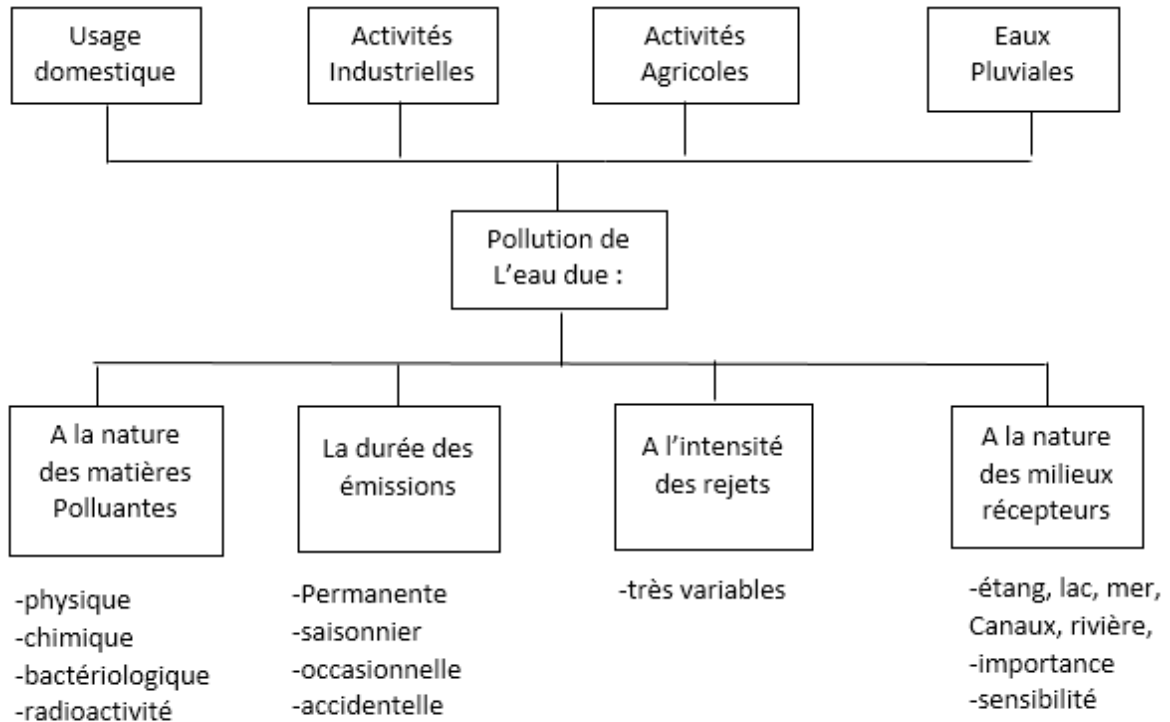 Usage
domestique
Activités
Industrielles
Activités
Agricoles
Eaux
Pluviales
Pollution de
L’eau due :
A la nature
des matières
Polluantes
La durée des
émissions
A l’intensité
des rejets
A la nature
des milieux
récepteurs
-physique
-chimique
-bactériologique
-radioactivité
-Permanente
-saisonnier
-occasionnelle
-accidentelle
-très variables
-étang, lac, mer,
Canaux, rivière,
-importance
-sensibilité